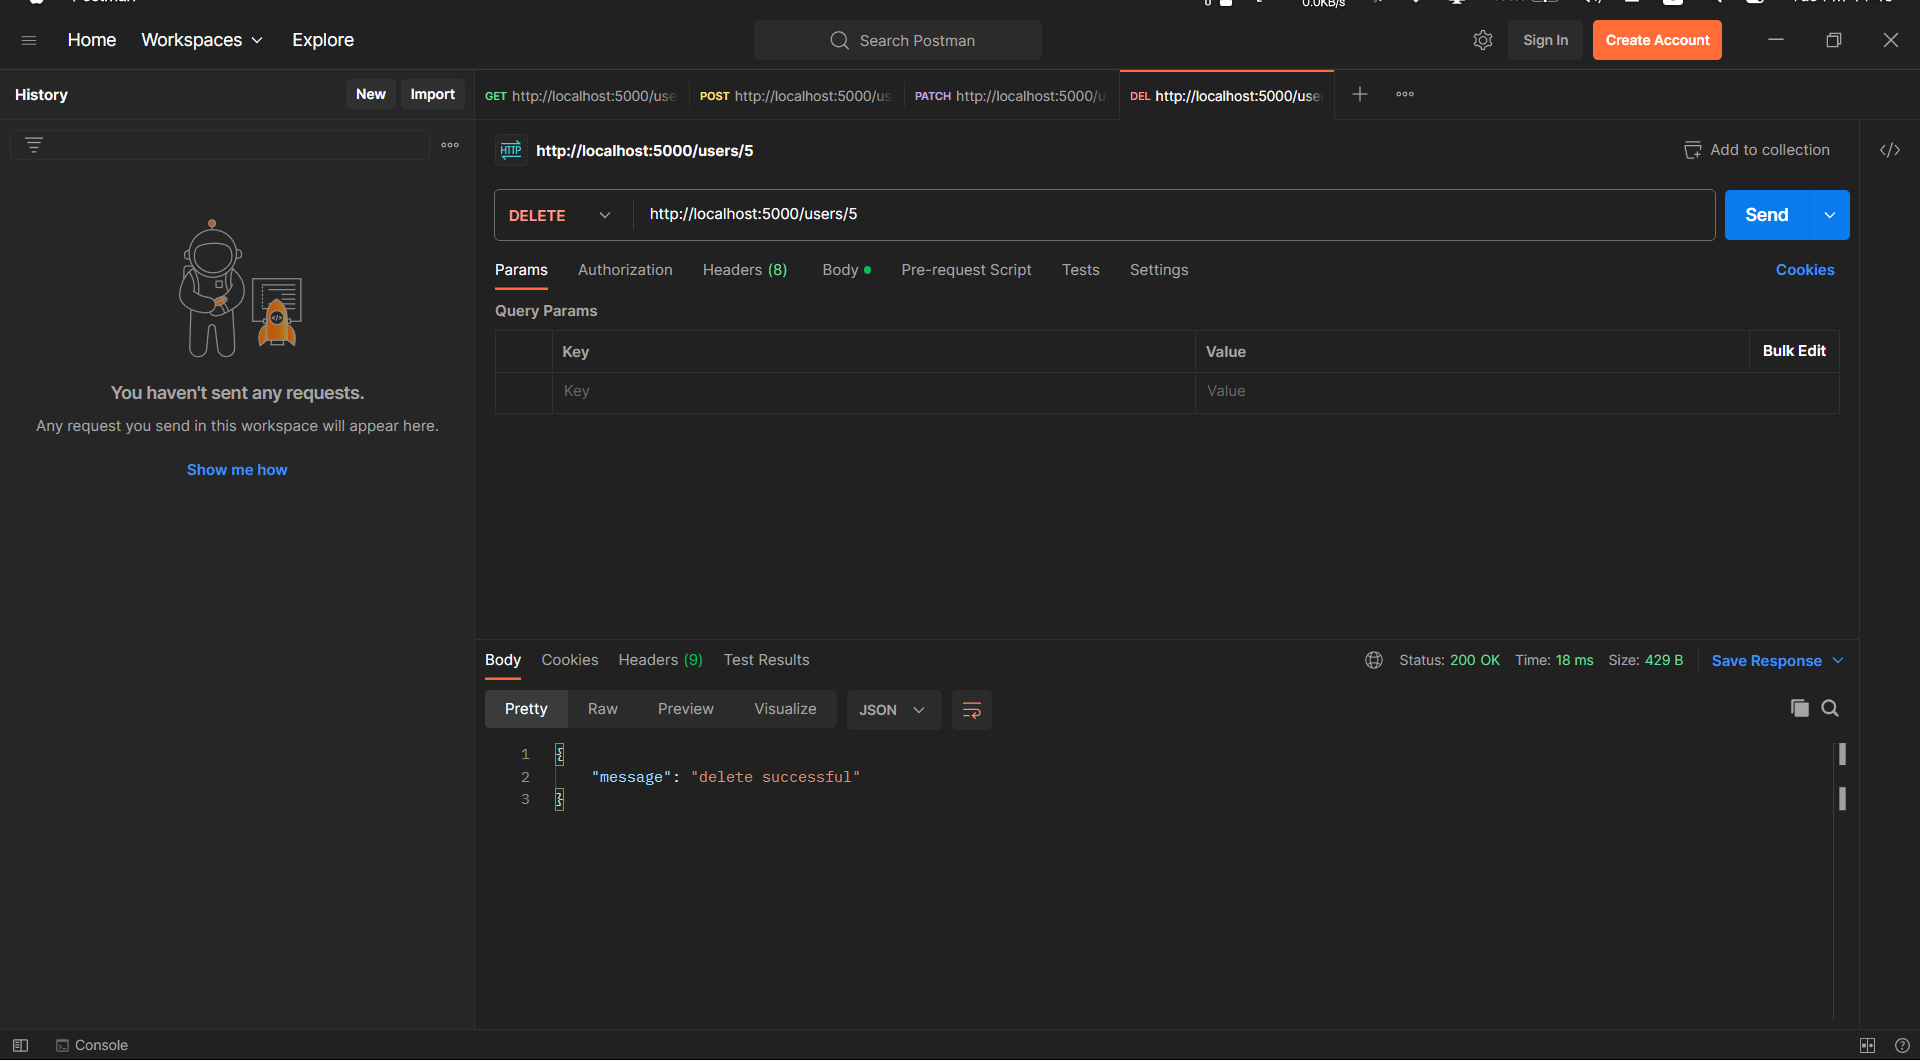 Home Workspaces Explore
Search Postman
Sign In
Create Account
History
New
Import
GET http://localhost:5000/use
POST http://localhost:5000/us
PATCH http://localhost:5000/u
DEL http://localhost:5000/use
HTTP http://localhost:5000/users/5
Add to collection
DELETE http://localhost:5000/users/5
Send
Params Authorization Headers (8) Body Pre-request Script Tests Settings
Cookies
Query Params
Key Value Bulk Edit
Key Value
You haven't sent any requests.
Any request you send in this workspace will appear here.
Show me how
Body Cookies Headers (9) Test Results
Status: 200 OK Time: 18 ms Size: 429 B Save Response
Pretty Raw Preview Visualize JSON
1 {
2 "message": "delete successful"
3 }
Console